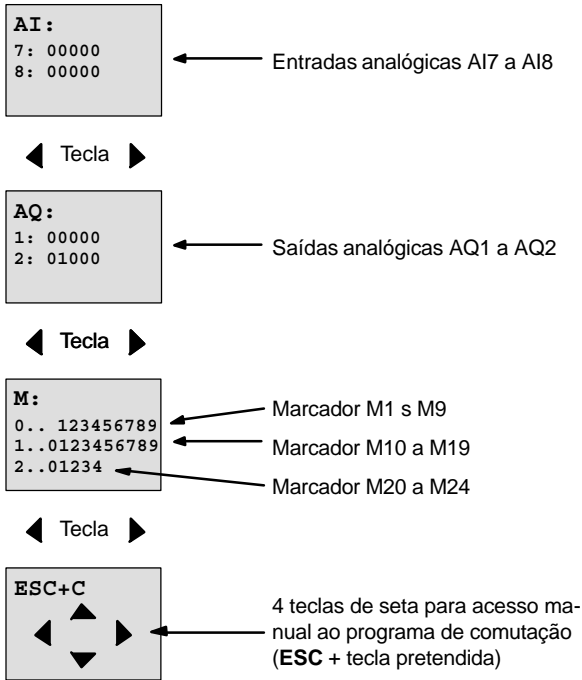 AI:
7: 00000
8: 00000
Entradas analógicas AI7 a AI8
Tecla
AQ:
1: 00000
2: 01000
Saídas analógicas AQ1 a AQ2
Tecla
M:
0.. 123456789
1..0123456789
2..01234
Marcador M1 s M9
Marcador M10 a M19
Marcador M20 a M24
Tecla
ESC+C
4 teclas de seta para acesso ma-
nual ao programa de comutação
(ESC + tecla pretendida)